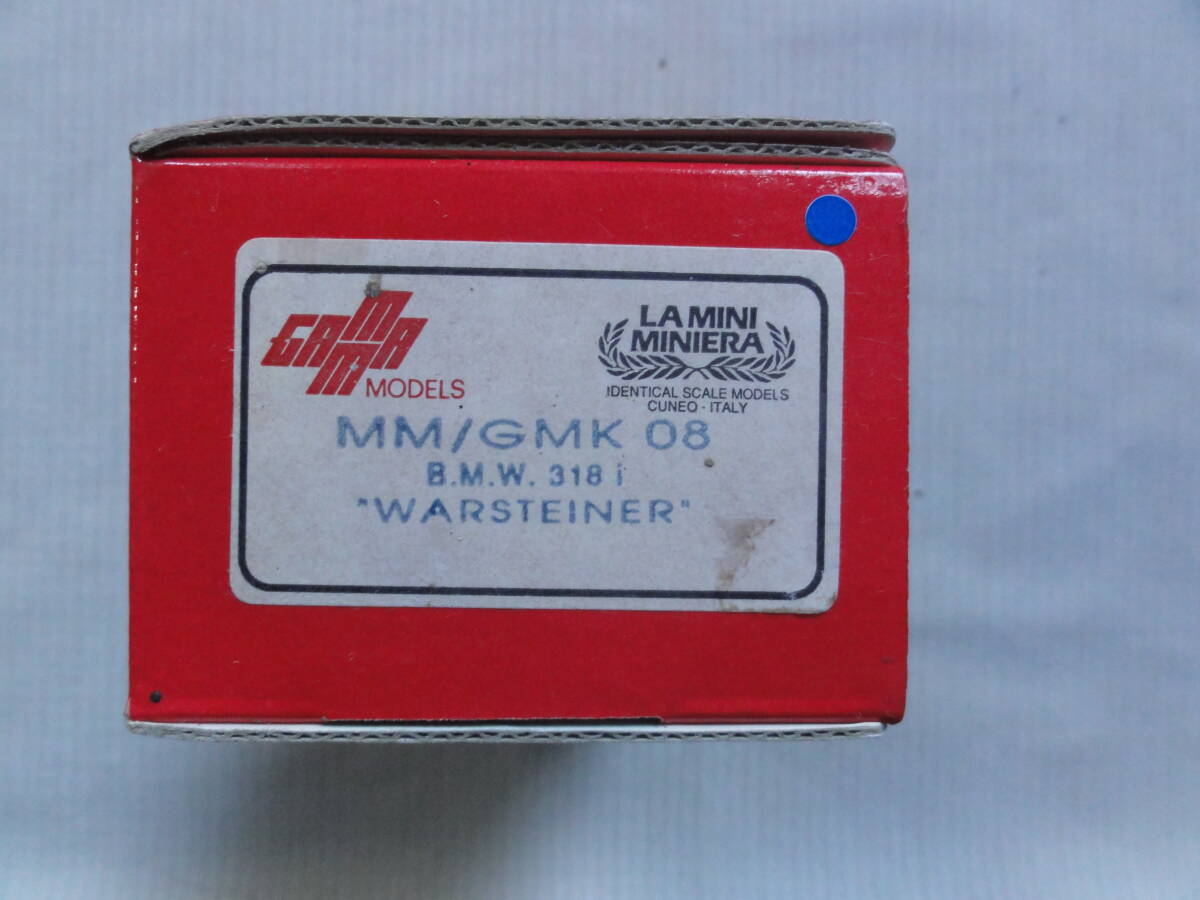 GAMMA
MODELS
LA MINI
MINIERA
IDENTICAL SCALE MODELS
CUNEO - ITALY
MM/GMK 08
B.M.W. 318 i
"WARSTEINER"